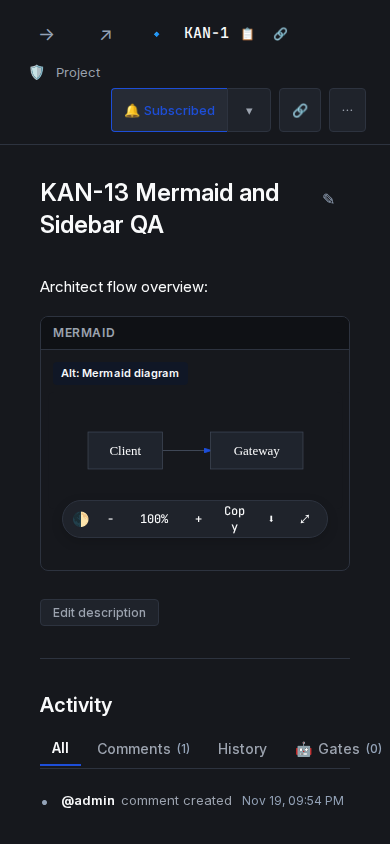 → ↗ 🔹 KAN-1 📋 🔗
🛡️ Project
🔔 Subscribed ▾ 🔗 ...
KAN-13 Mermaid and ✎
Sidebar QA
Architect flow overview:
MERMAID
Alt: Mermaid diagram
Client Gateway
🌓 - 100% + Cop ⬇ ⤢
y
Edit description
Activity
All Comments (1) History 🤖 Gates (0)
• @admin comment created Nov 19, 09:54 PM